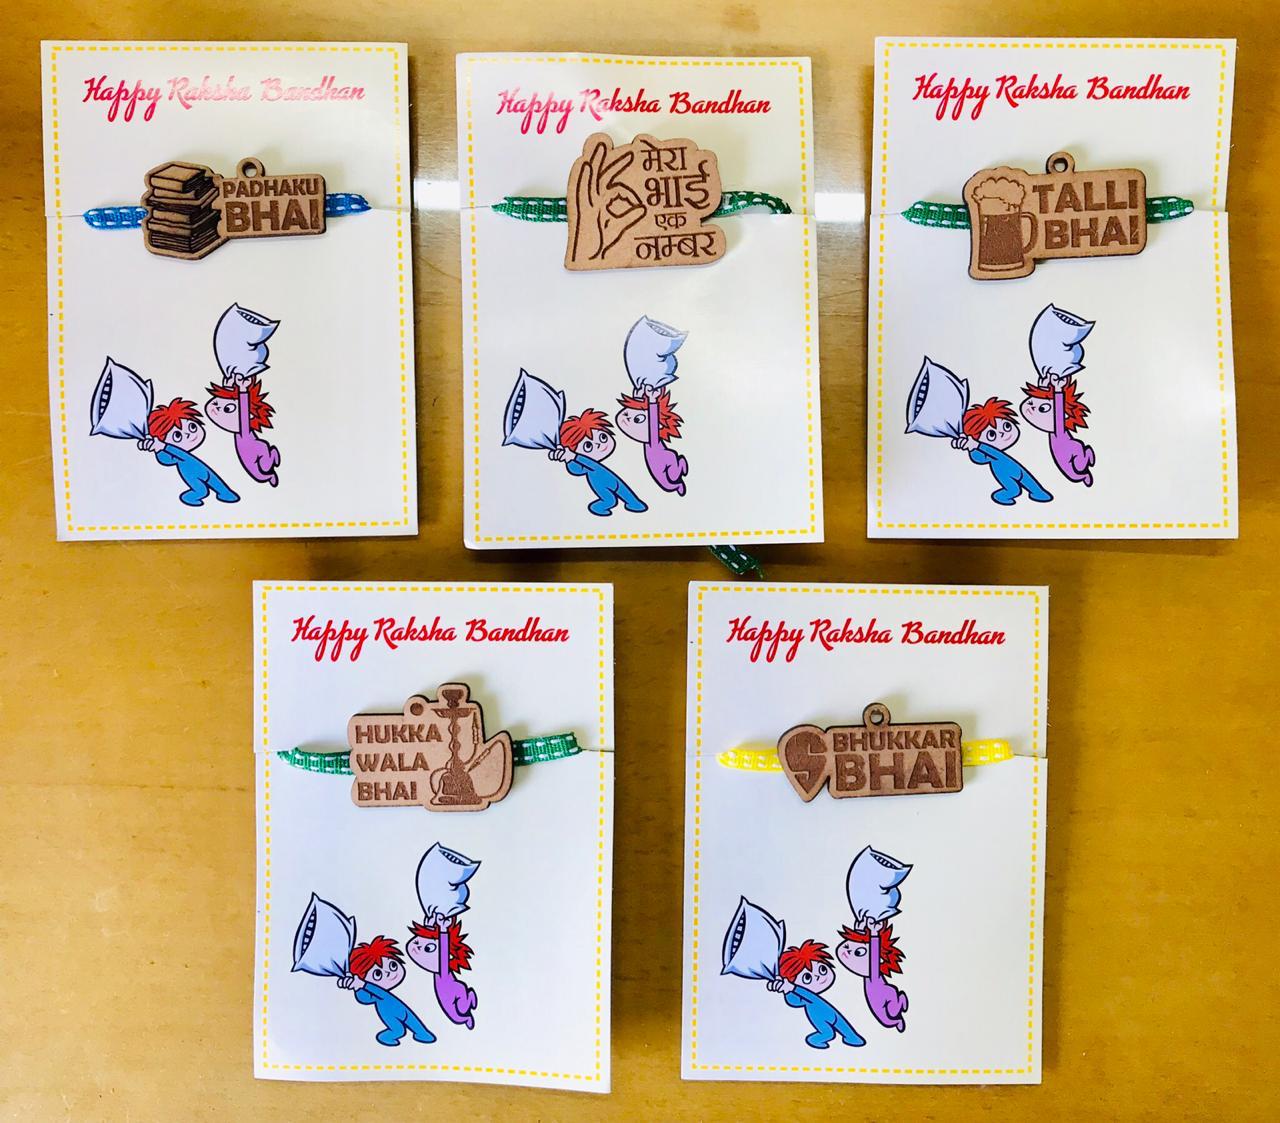 Happy Raksha Bandhan
PADHAKU
BHAI
Happy Raksha Bandhan
मेरा
भाई
एक
नम्बर
Happy Raksha Bandhan
TALLI
BHAI
Happy Raksha Bandhan
HUKKA
WALA
BHAI
Happy Raksha Bandhan
BHUKKAR
BHAI